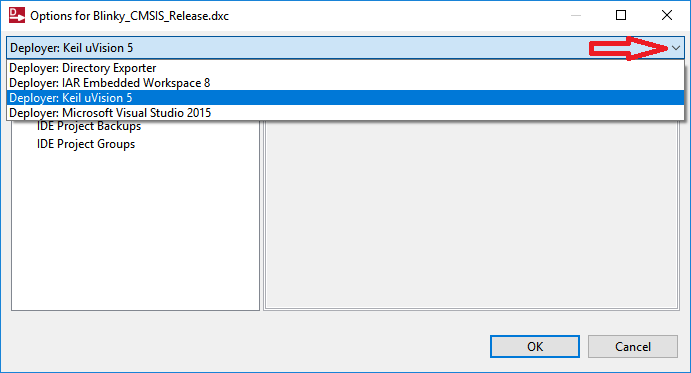 Options for Blinky_CMSIS_Release.dxc
Deployer: Keil uVision 5
Deployer: Directory Exporter
Deployer: IAR Embedded Workspace 8
Deployer: Keil uVision 5
Deployer: Microsoft Visual Studio 2015
IDE Project Backups
IDE Project Groups
OK
Cancel